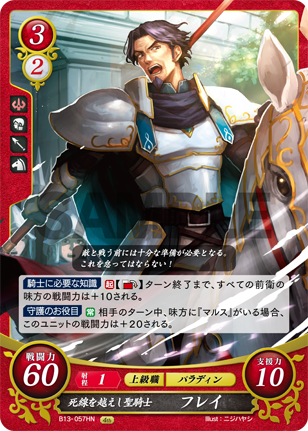 3
2
敵と戦う前には十分な準備が必要となる。
これを怠ってはならない！
騎士に必要な知識 起 【】ターン終了まで、すべての前衛の
味方の戦闘力は＋10される。
守護のお役目 常 相手のターン中、味方に『マルス』がいる場合、
このユニットの戦闘力は＋20される。
戦闘力
60
射程 1 上級職 パラディン
支援力
10
死線を越えし聖騎士 フレイ
B13-057HN
Illust：ニジハヤシ